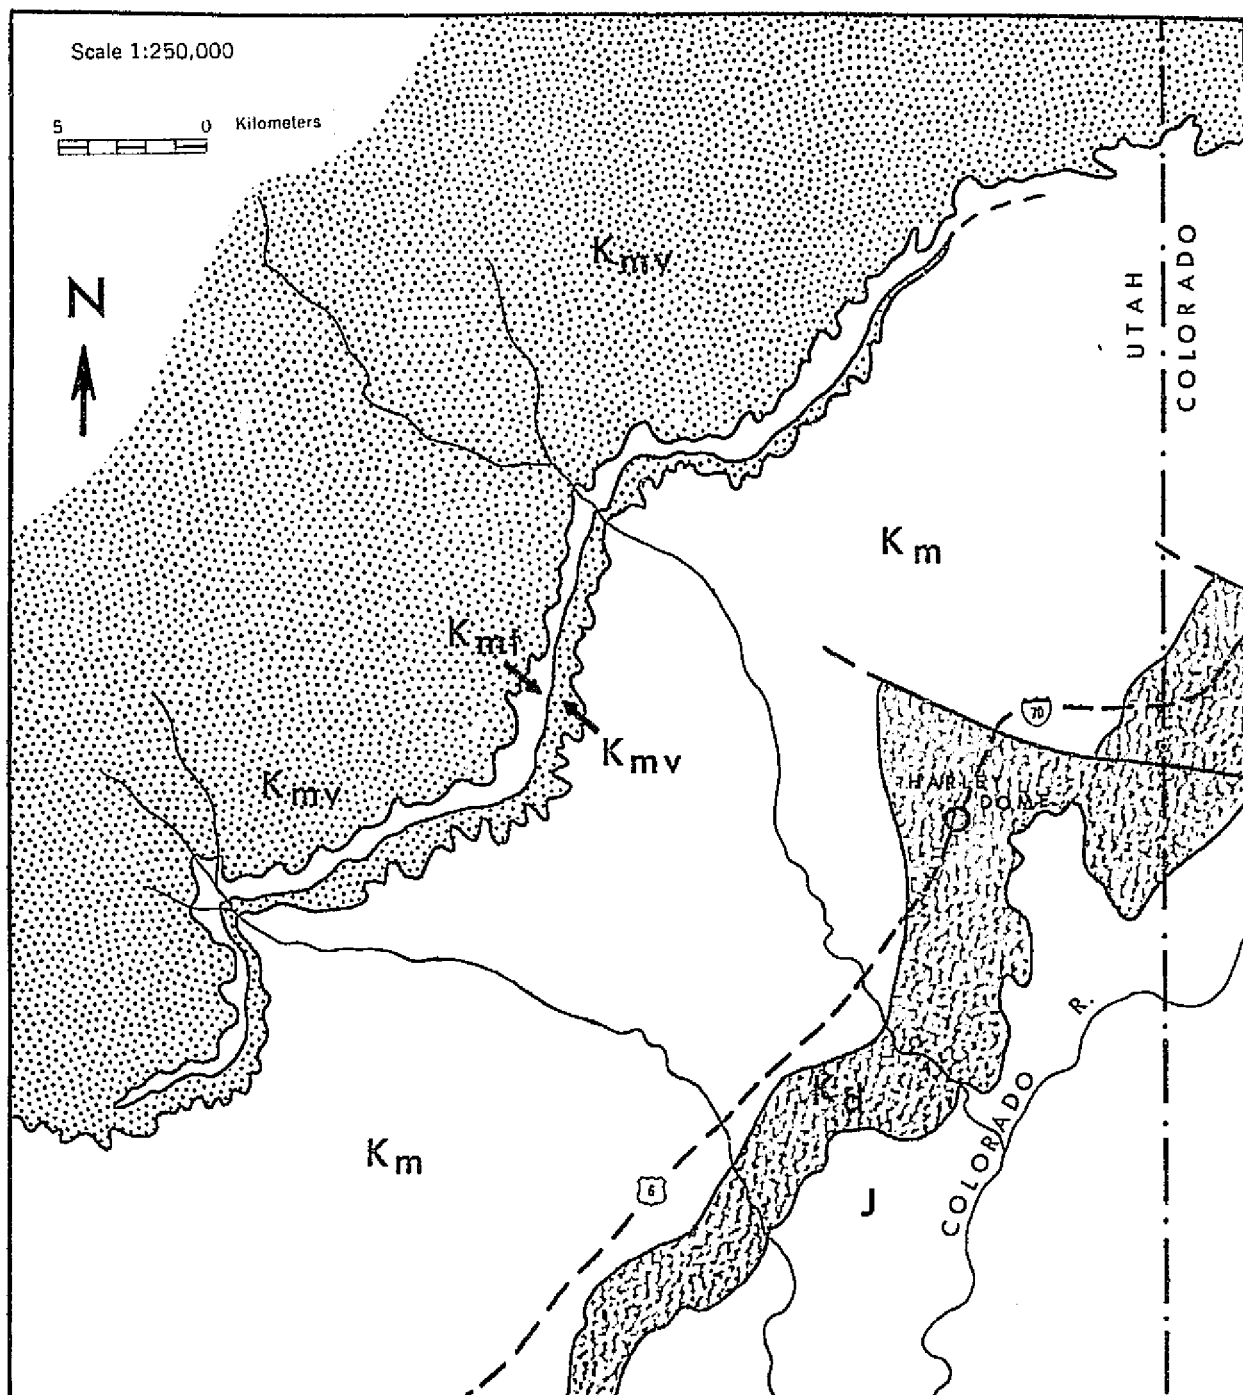 Scale 1:250,000
5 0 Kilometers
Kmv
N
UTAH
COLORADO
Km
Kmf
Kmv
70
Kmv
HARLEY
DOME
COLORADO R.
Kd
Km
6
J